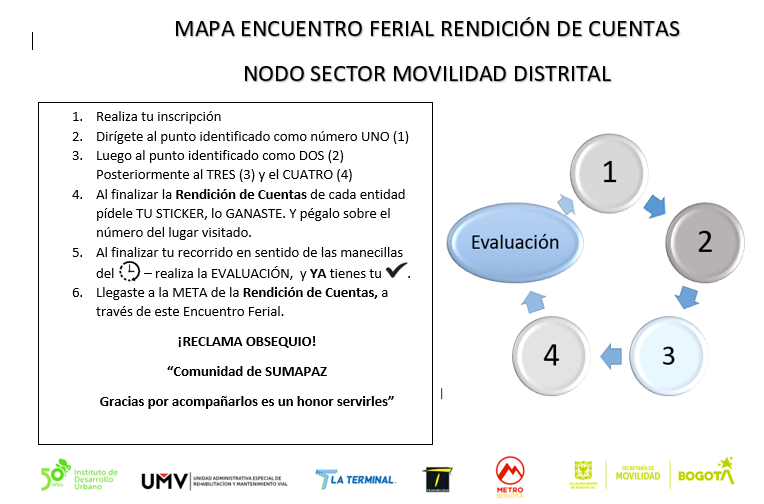 MAPA ENCUENTRO FERIAL RENDICIÓN DE CUENTAS
NODO SECTOR MOVILIDAD DISTRITAL
1. Realiza tu inscripción
2. Dirígete al punto identificado como número UNO (1)
3. Luego al punto identificado como DOS (2)
Posteriormente al TRES (3) y el CUATRO (4)
4. Al finalizar la Rendición de Cuentas de cada entidad
pídele TU STICKER, lo GANASTE. Y pégalo sobre el
número del lugar visitado.
5. Al finalizar tu recorrido en sentido de las manecillas
del – realiza la EVALUACIÓN, y YA tienes tu .
6. Llegaste a la META de la Rendición de Cuentas, a
través de este Encuentro Ferial.
¡RECLAMA OBSEQUIO!
“Comunidad de SUMAPAZ
Gracias por acompañarlos es un honor servirles”
1
2
3
4
Evaluación
50 años
Instituto de
Desarrollo
Urbano
UMV
UNIDAD ADMINISTRATIVA ESPECIAL DE
REHABILITACIÓN Y MANTENIMIENTO VIAL
LA TERMINAL
METRO
BOGOTÁ
SECRETARÍA DE
MOVILIDAD
BOGOTÁ